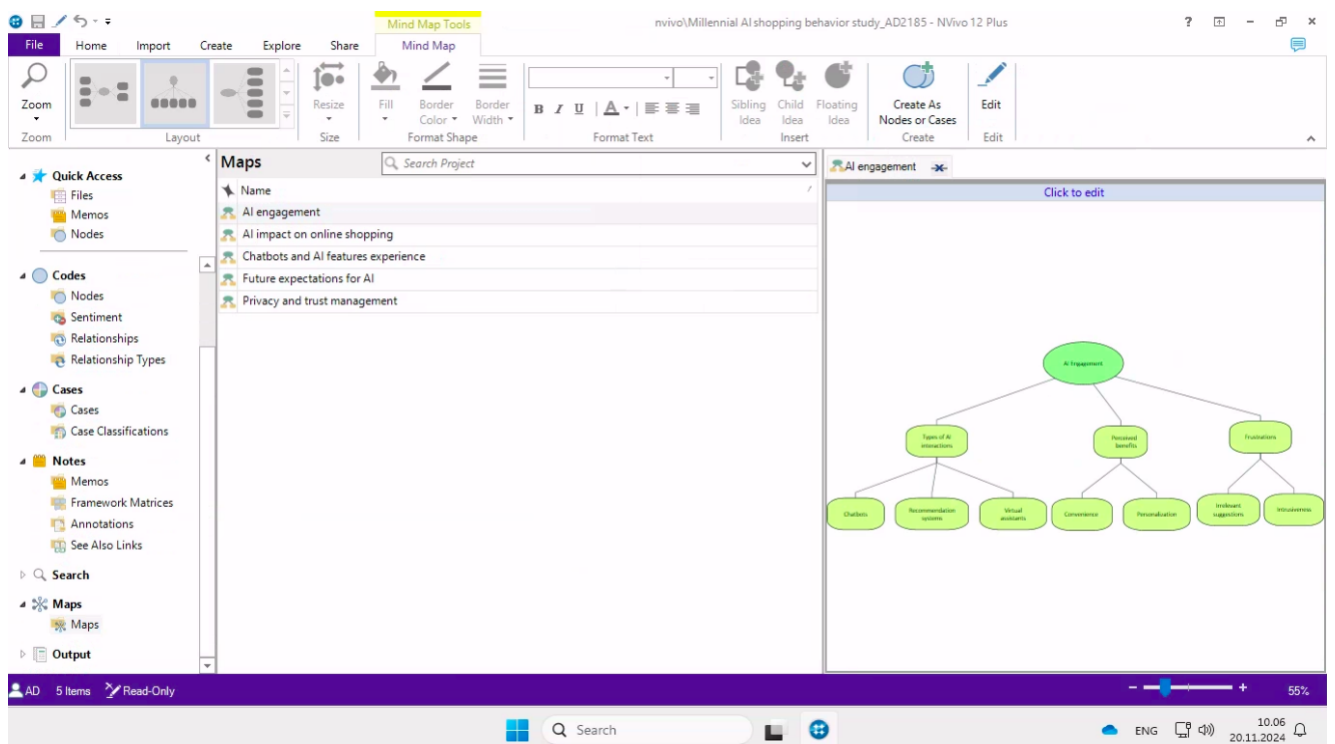 Mind Map Tools
nvivo\Millennial AI shopping behavior study_AD2185 - NVivo 12 Plus
?
File Home Import Create Explore Share Mind Map
Zoom
Resize
Fill
Border Color
Border Width
B I U A
Sibling Idea
Child Idea
Floating Idea
Create As Nodes or Cases
Edit
Zoom Layout Size Format Shape Format Text Insert Create Edit
Quick Access
Files
Memos
Nodes
Codes
Nodes
Sentiment
Relationships
Relationship Types
Cases
Cases
Case Classifications
Notes
Memos
Framework Matrices
Annotations
See Also Links
Search
Maps
Maps
Output
Maps
Search Project
Name
AI engagement
AI impact on online shopping
Chatbots and AI features experience
Future expectations for AI
Privacy and trust management
AI engagement
Click to edit
AI Engagement
Types of AI
interactions
Perceived
benefits
Frustrations
Chatbots
Recommendation
systems
Virtual
assistants
Convenience
Personalization
Irrelevant
suggestions
Intrusiveness
AD 5 Items Read-Only
55%
Search
ENG
10.06
20.11.2024